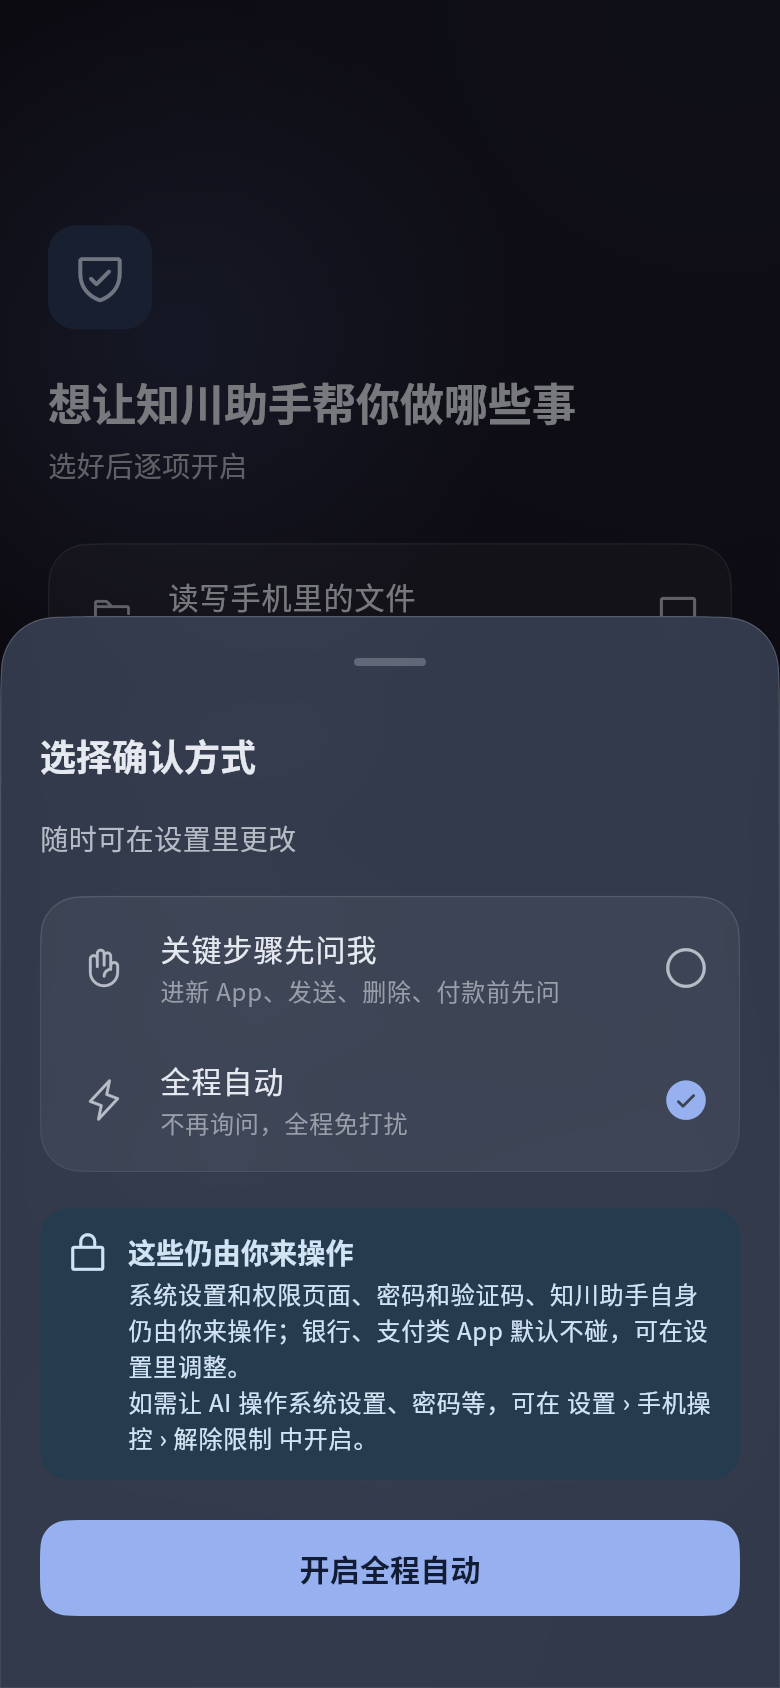 想让知川助手帮你做哪些事
选好后逐项开启
读写手机里的文件
选择确认方式
随时可在设置里更改
关键步骤先问我
进新 App、发送、删除、付款前先问
全程自动
不再询问，全程免打扰
这些仍由你来操作
系统设置和权限页面、密码和验证码、知川助手自身
仍由你来操作；银行、支付类 App 默认不碰，可在设
置里调整。
如需让 AI 操作系统设置、密码等，可在 设置 › 手机操
控 › 解除限制 中开启。
开启全程自动